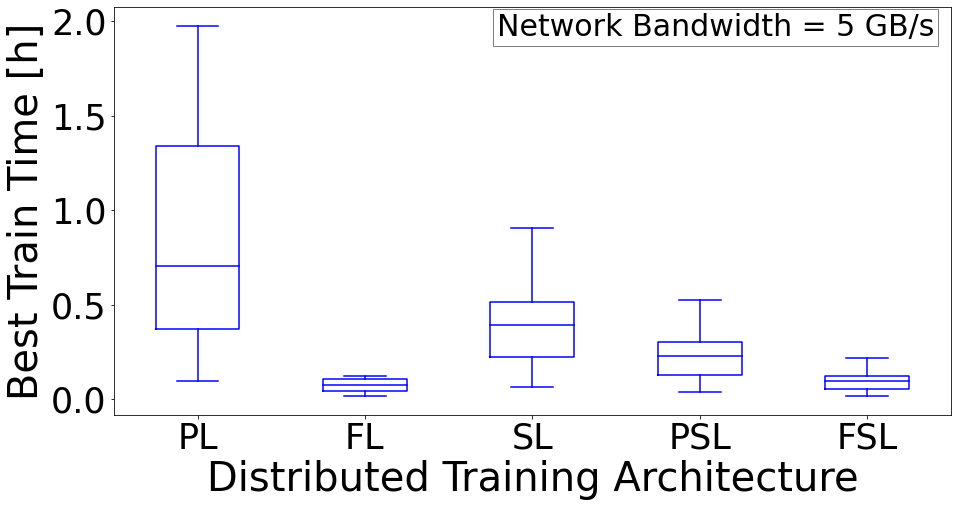 Network Bandwidth = 5 GB/s
Best Train Time [h]
2.0
1.5
1.0
0.5
0.0
PL FL SL PSL FSL
Distributed Training Architecture